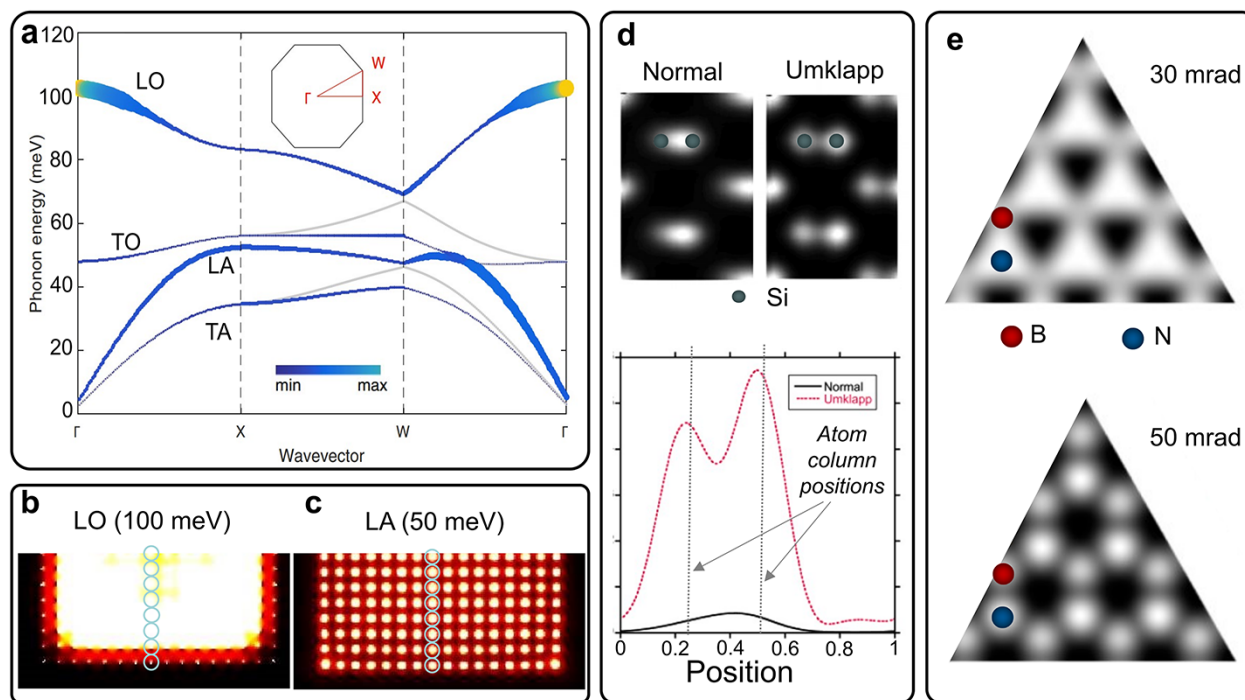 a
120
100
80
60
40
20
0
Phonon energy (meV)
LO
TO
LA
TA
W
Γ
X
min
max
Γ
X
W
Γ
Wavevector
b
LO (100 meV)
c
LA (50 meV)
d
Normal
Umklapp
Si
Normal
Umklapp
Atom
column
positions
0
0.2
0.4
0.6
0.8
1
Position
e
30 mrad
B
N
50 mrad